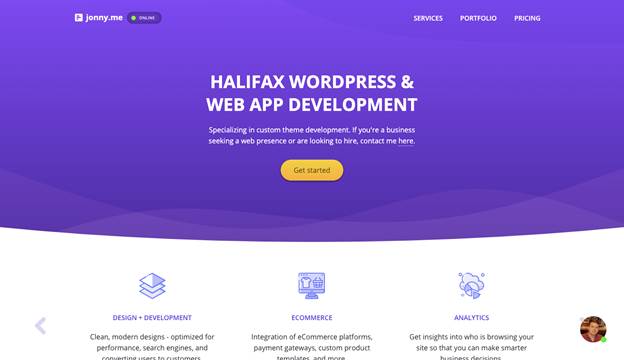 jonny.me
ONLINE
SERVICES
PORTFOLIO
PRICING
HALIFAX WORDPRESS &
WEB APP DEVELOPMENT
Specializing in custom theme development. If you're a business
seeking a web presence or are looking to hire, contact me here.
Get started
DESIGN + DEVELOPMENT
Clean, modern designs - optimized for
performance, search engines, and
converting users to customers
ECOMMERCE
Integration of eCommerce platforms,
payment gateways, custom product
templates, and more
ANALYTICS
Get insights into who is browsing your
site so that you can make smarter
business decisions